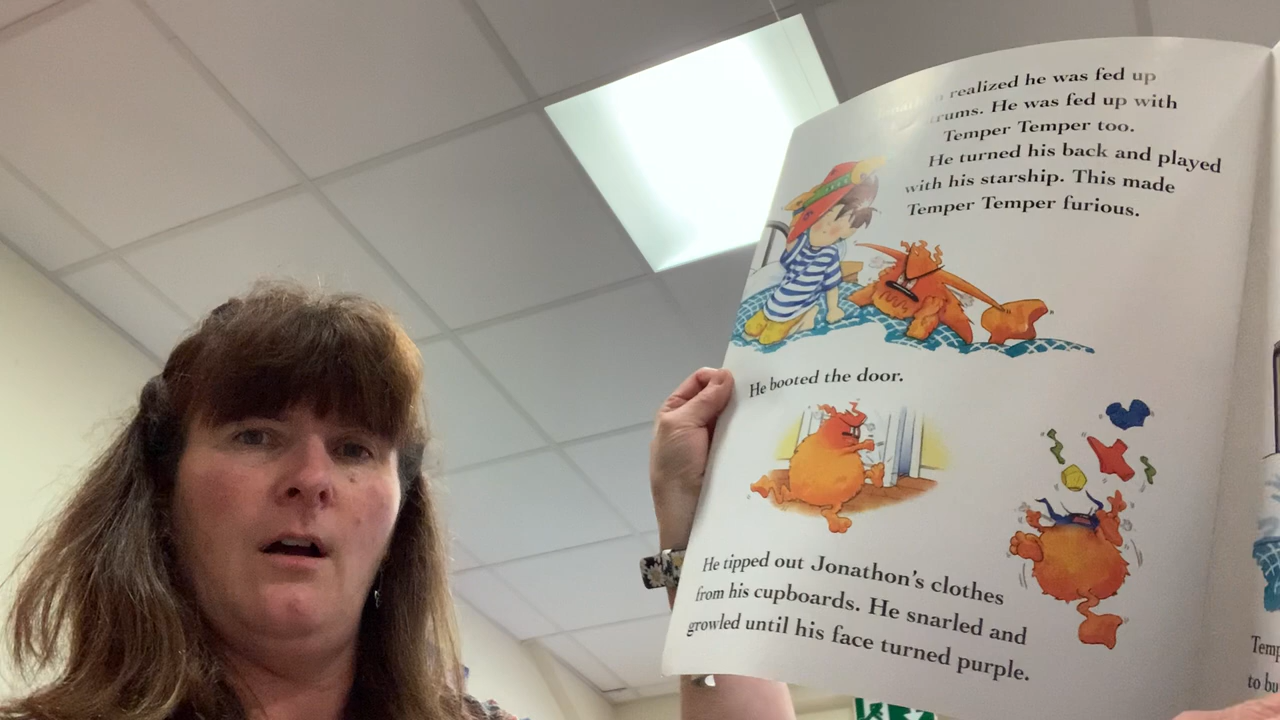 realized he was fed up
He was fed up with
Temper Temper too.
He turned his back and played
with his starship. This made
Temper Temper furious.
He booted the door.
He tipped out Jonathon's clothes
from his cupboards. He snarled and
growled until his face turned purple.
to